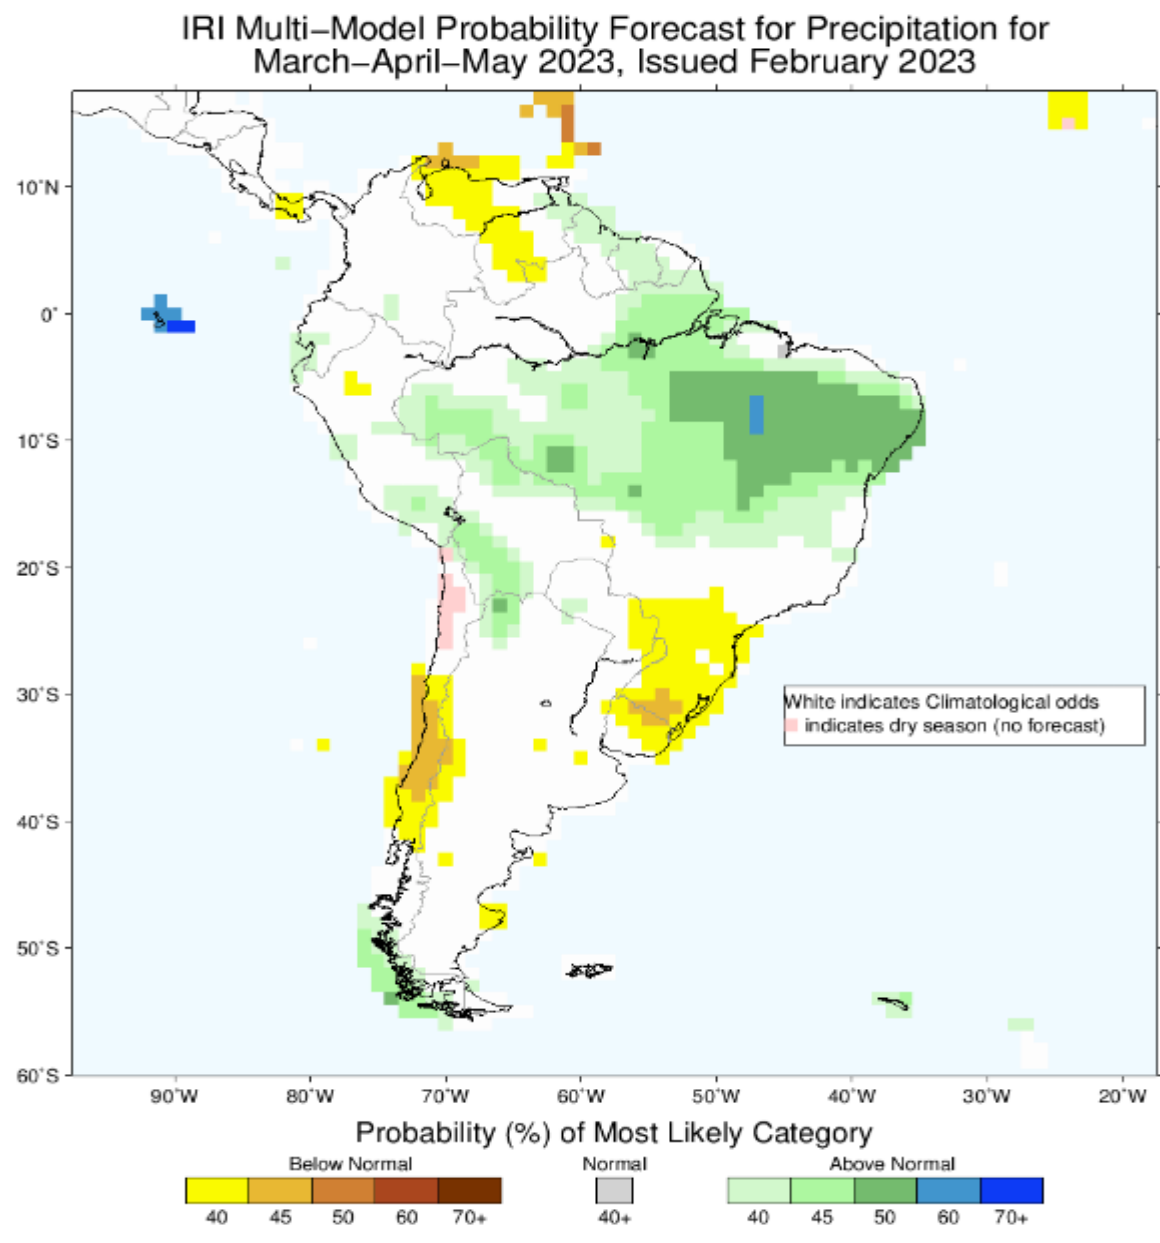 IRI Multi–Model Probability Forecast for Precipitation for
March–April–May 2023, Issued February 2023
10˚N
0˚
10˚S
20˚S
30˚S
40˚S
50˚S
60˚S
White indicates Climatological odds
indicates dry season (no forecast)
90˚W 80˚W 70˚W 60˚W 50˚W 40˚W 30˚W 20˚W
Probability (%) of Most Likely Category
Below Normal Normal Above Normal
40 45 50 60 70+ 40+ 40 45 50 60 70+